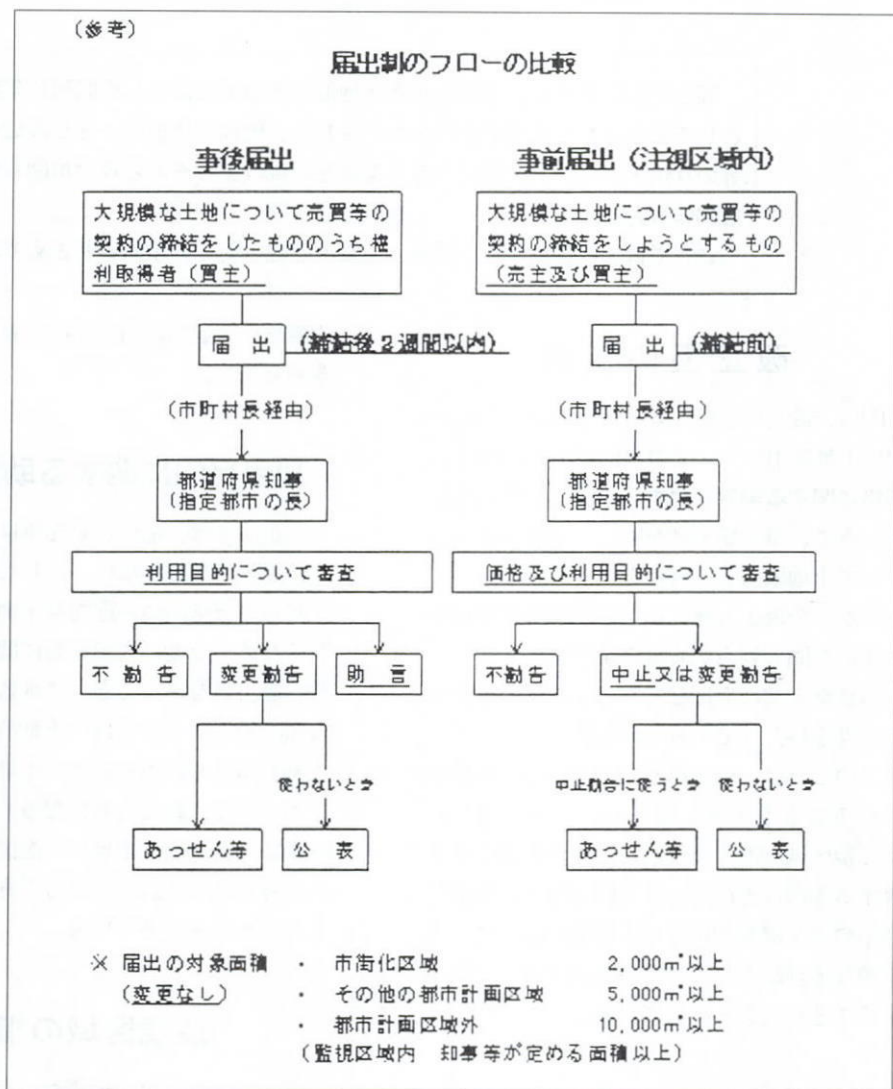 （参考）
届出制のフローの比較
事後届出
大規模な土地について売買等の
契約の締結をしたもののうち権
利取得者（買主）
届 出 （締結後２週間以内）
（市町村長経由）
都道府県知事
（指定都市の長）
利用目的について審査
不 勧 告
変更勧告
助 言
使わないとき
あっせん等
公 表
事前届出（注視区域内）
大規模な土地について売買等の
契約の締結をしようとするもの
（売主及び買主）
届 出 （締結前）
（市町村長経由）
都道府県知事
（指定都市の長）
価格及び利用目的について審査
不勧告
中止又は変更勧告
中止勧告に使うとき
使わないとき
あっせん等
公 表
※ 届出の対象面積 ・ 市街化区域 2,000㎡以上
（変更なし） ・ その他の都市計画区域 5,000㎡以上
・ 都市計画区域外 10,000㎡以上
（監視区域内 知事等が定める面積以上）